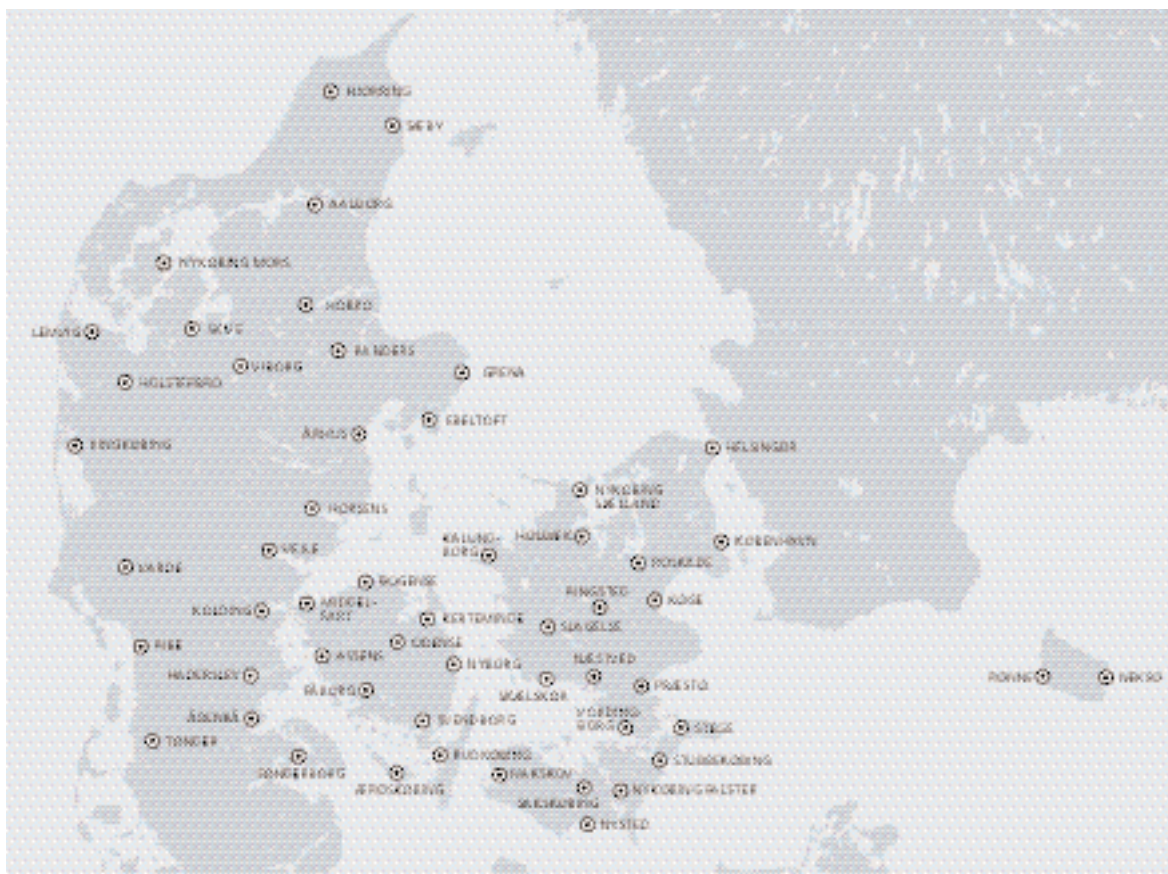 HJØRRING
SÆBY
AALBORG
NYKØBING MORS
HOBRO
LEMVIG
SKIVE
RANDERS
VIBORG
GRENÅ
HOLSTEBRO
EBELTOFT
ÅRHUS
RINGKØBING
HELSINGØR
NYKØBING
SJÆLLAND
HORSENS
HOLBÆK
KALUND-
BORG
KØBENHAVN
VEJLE
ROSKILDE
VARDE
BOGENSE
RINGSTED
KØGE
MIDDEL-
FART
KOLDING
KERTEMINDE
SLAGELSE
RIBE
ODENSE
ASSENS
NYBORG
NÆSTVED
HADERSLEV
RØNNE
NEKSØ
SKÆLSKØR
PRÆSTØ
FÅBORG
VORDING-
BORG
STEGE
ÅBENRÅ
SVENDBORG
TØNDER
RUDKØBING
STUBBEKØBING
SØNDERBORG
NAKSKOV
ÆRØSKØBING
SAKSKØBING
NYKØBING FALSTER
NYSTED